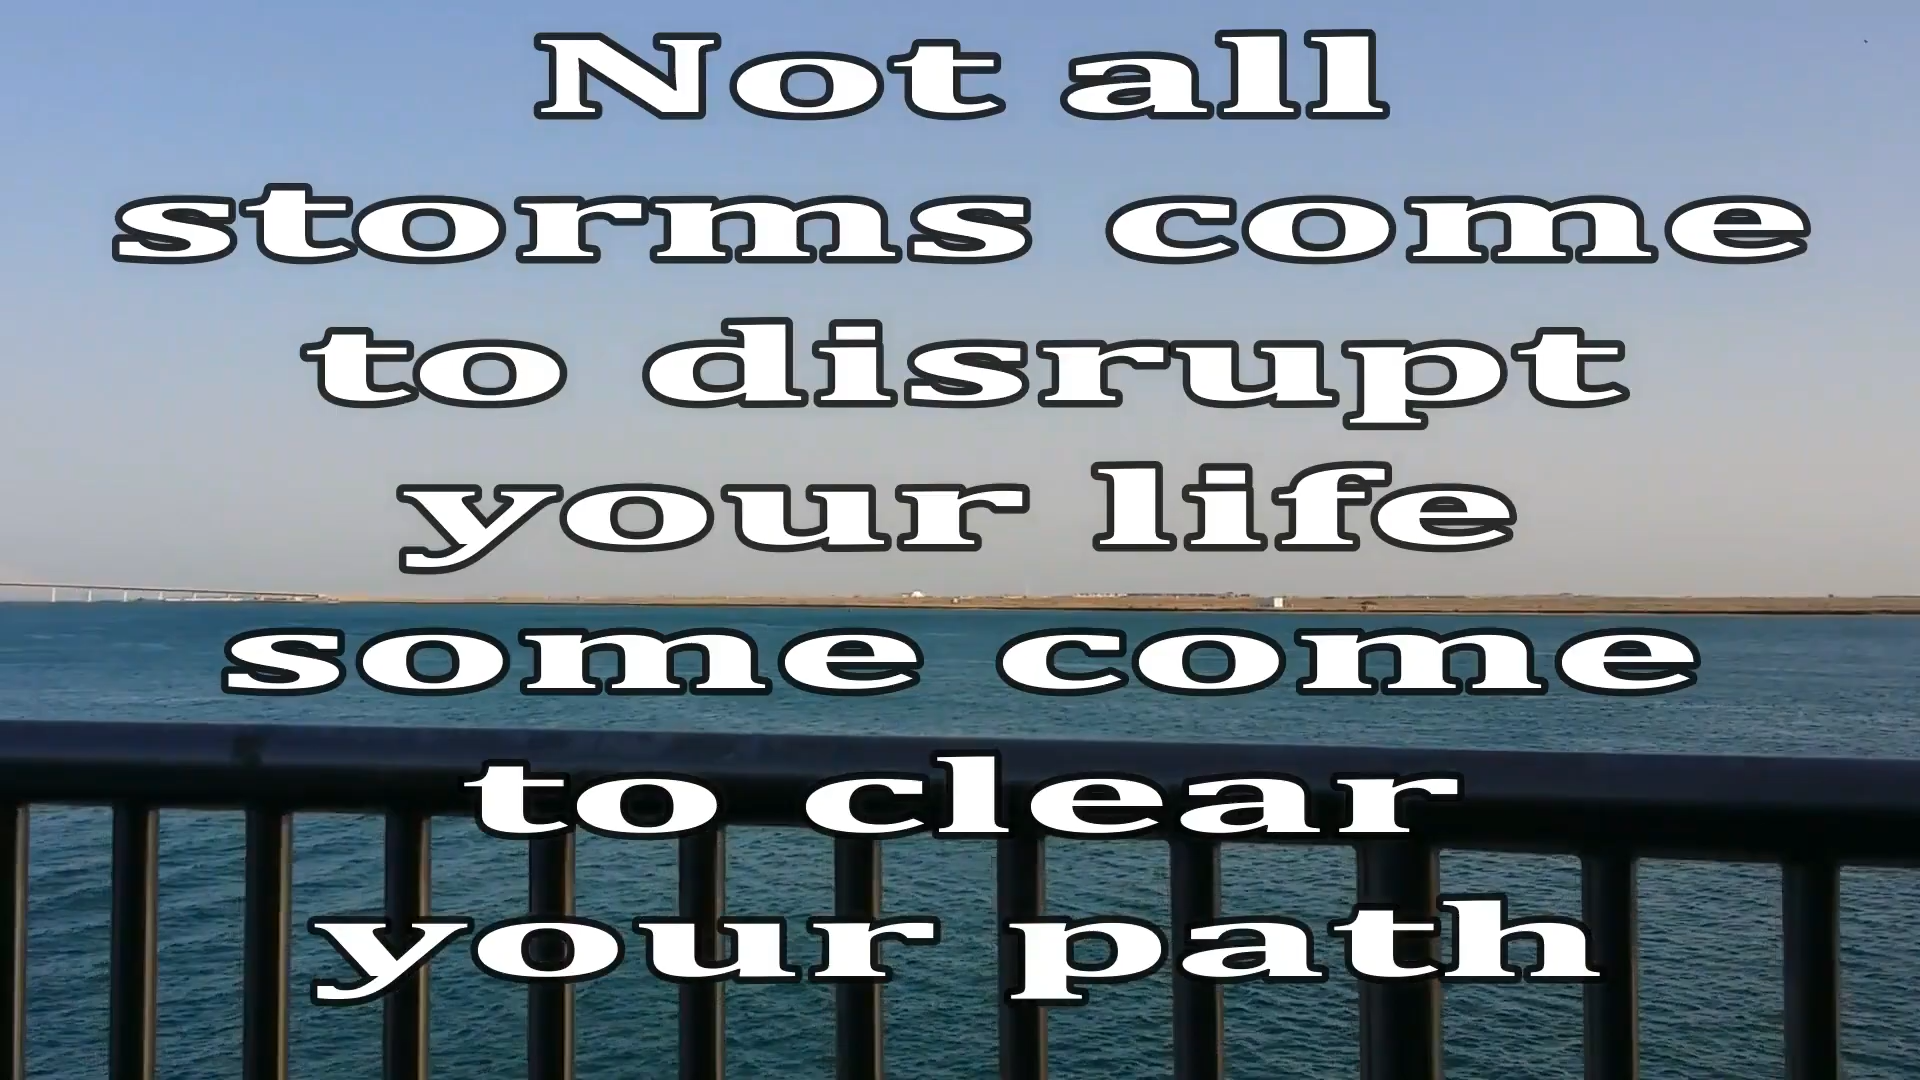 Not all
storms come
to disrupt
your life
some come
to clear
your path